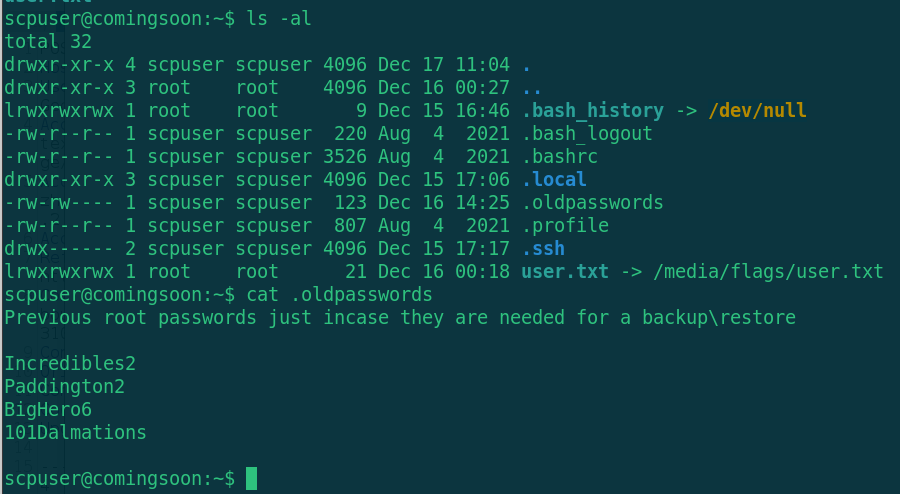 scpuser@comingsoon:~$ ls -al
total 32
drwxr-xr-x 4 scpuser scpuser 4096 Dec 17 11:04 .
drwxr-xr-x 3 root    root    4096 Dec 16 00:27 ..
lrwxrwxrwx 1 root    root       9 Dec 15 16:46 .bash_history -> /dev/null
-rw-r--r-- 1 scpuser scpuser  220 Aug  4  2021 .bash_logout
-rw-r--r-- 1 scpuser scpuser 3526 Aug  4  2021 .bashrc
drwxr-xr-x 3 scpuser scpuser 4096 Dec 15 17:06 .local
-rw-rw---- 1 scpuser scpuser  123 Dec 16 14:25 .oldpasswords
-rw-r--r-- 1 scpuser scpuser  807 Aug  4  2021 .profile
drwx------ 2 scpuser scpuser 4096 Dec 15 17:17 .ssh
lrwxrwxrwx 1 root    root      21 Dec 16 00:18 user.txt -> /media/flags/user.txt
scpuser@comingsoon:~$ cat .oldpasswords
Previous root passwords just incase they are needed for a backup\restore
Incredibles2
Paddington2
BigHero6
101Dalmations
scpuser@comingsoon:~$